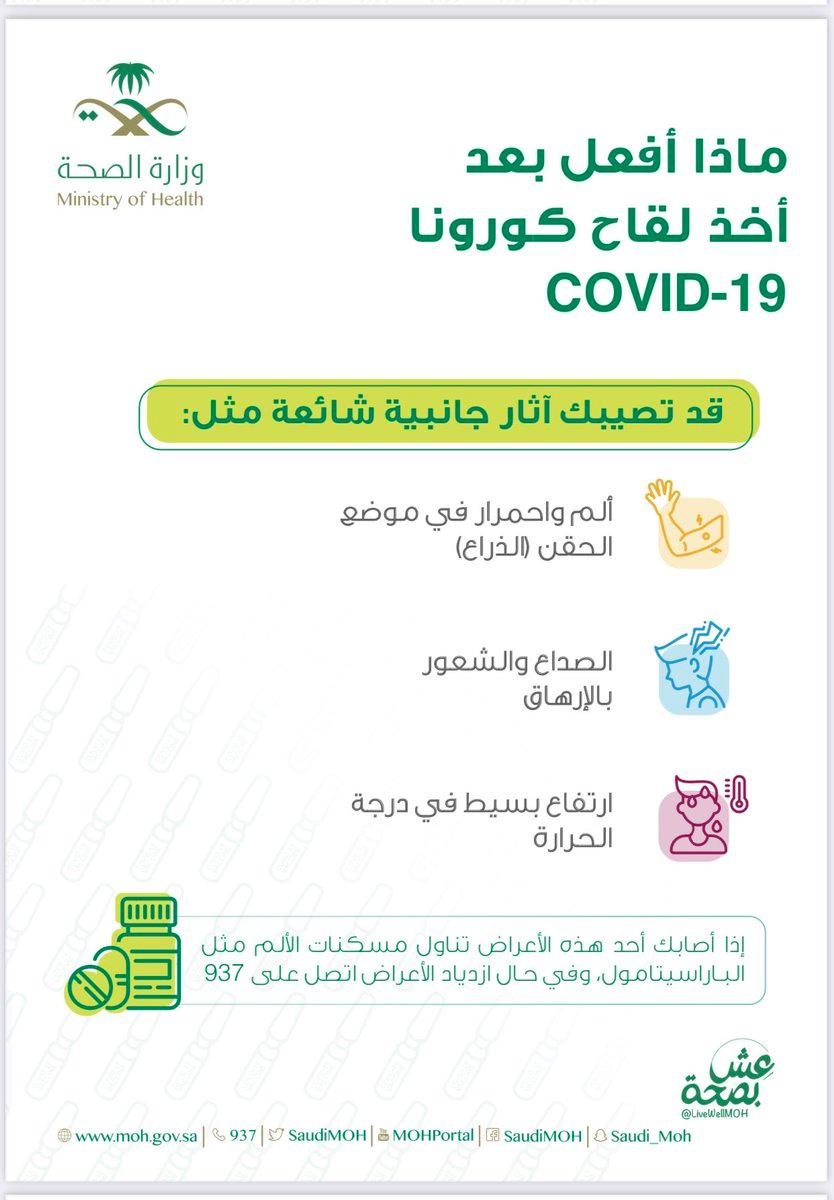 وزارة الصحة
Ministry of Health
ماذا أفعل بعد
أخذ لقاح كورونا
COVID-19
قد تصيبك آثار جانبية شائعة مثل:
ألم واحمرار في موضع
الحقن (الذراع)
الصداع والشعور
بالإرهاق
ارتفاع بسيط في درجة
الحرارة
إذا أصابك أحد هذه الأعراض تناول مسكنات الألم مثل
الباراسيتامول، وفي حال ازدياد الأعراض اتصل على 937
عش
بصحة
@LiveWellMOH
www.moh.gov.sa | 937 | SaudiMOH | MOHPortal | SaudiMOH | Saudi_Moh